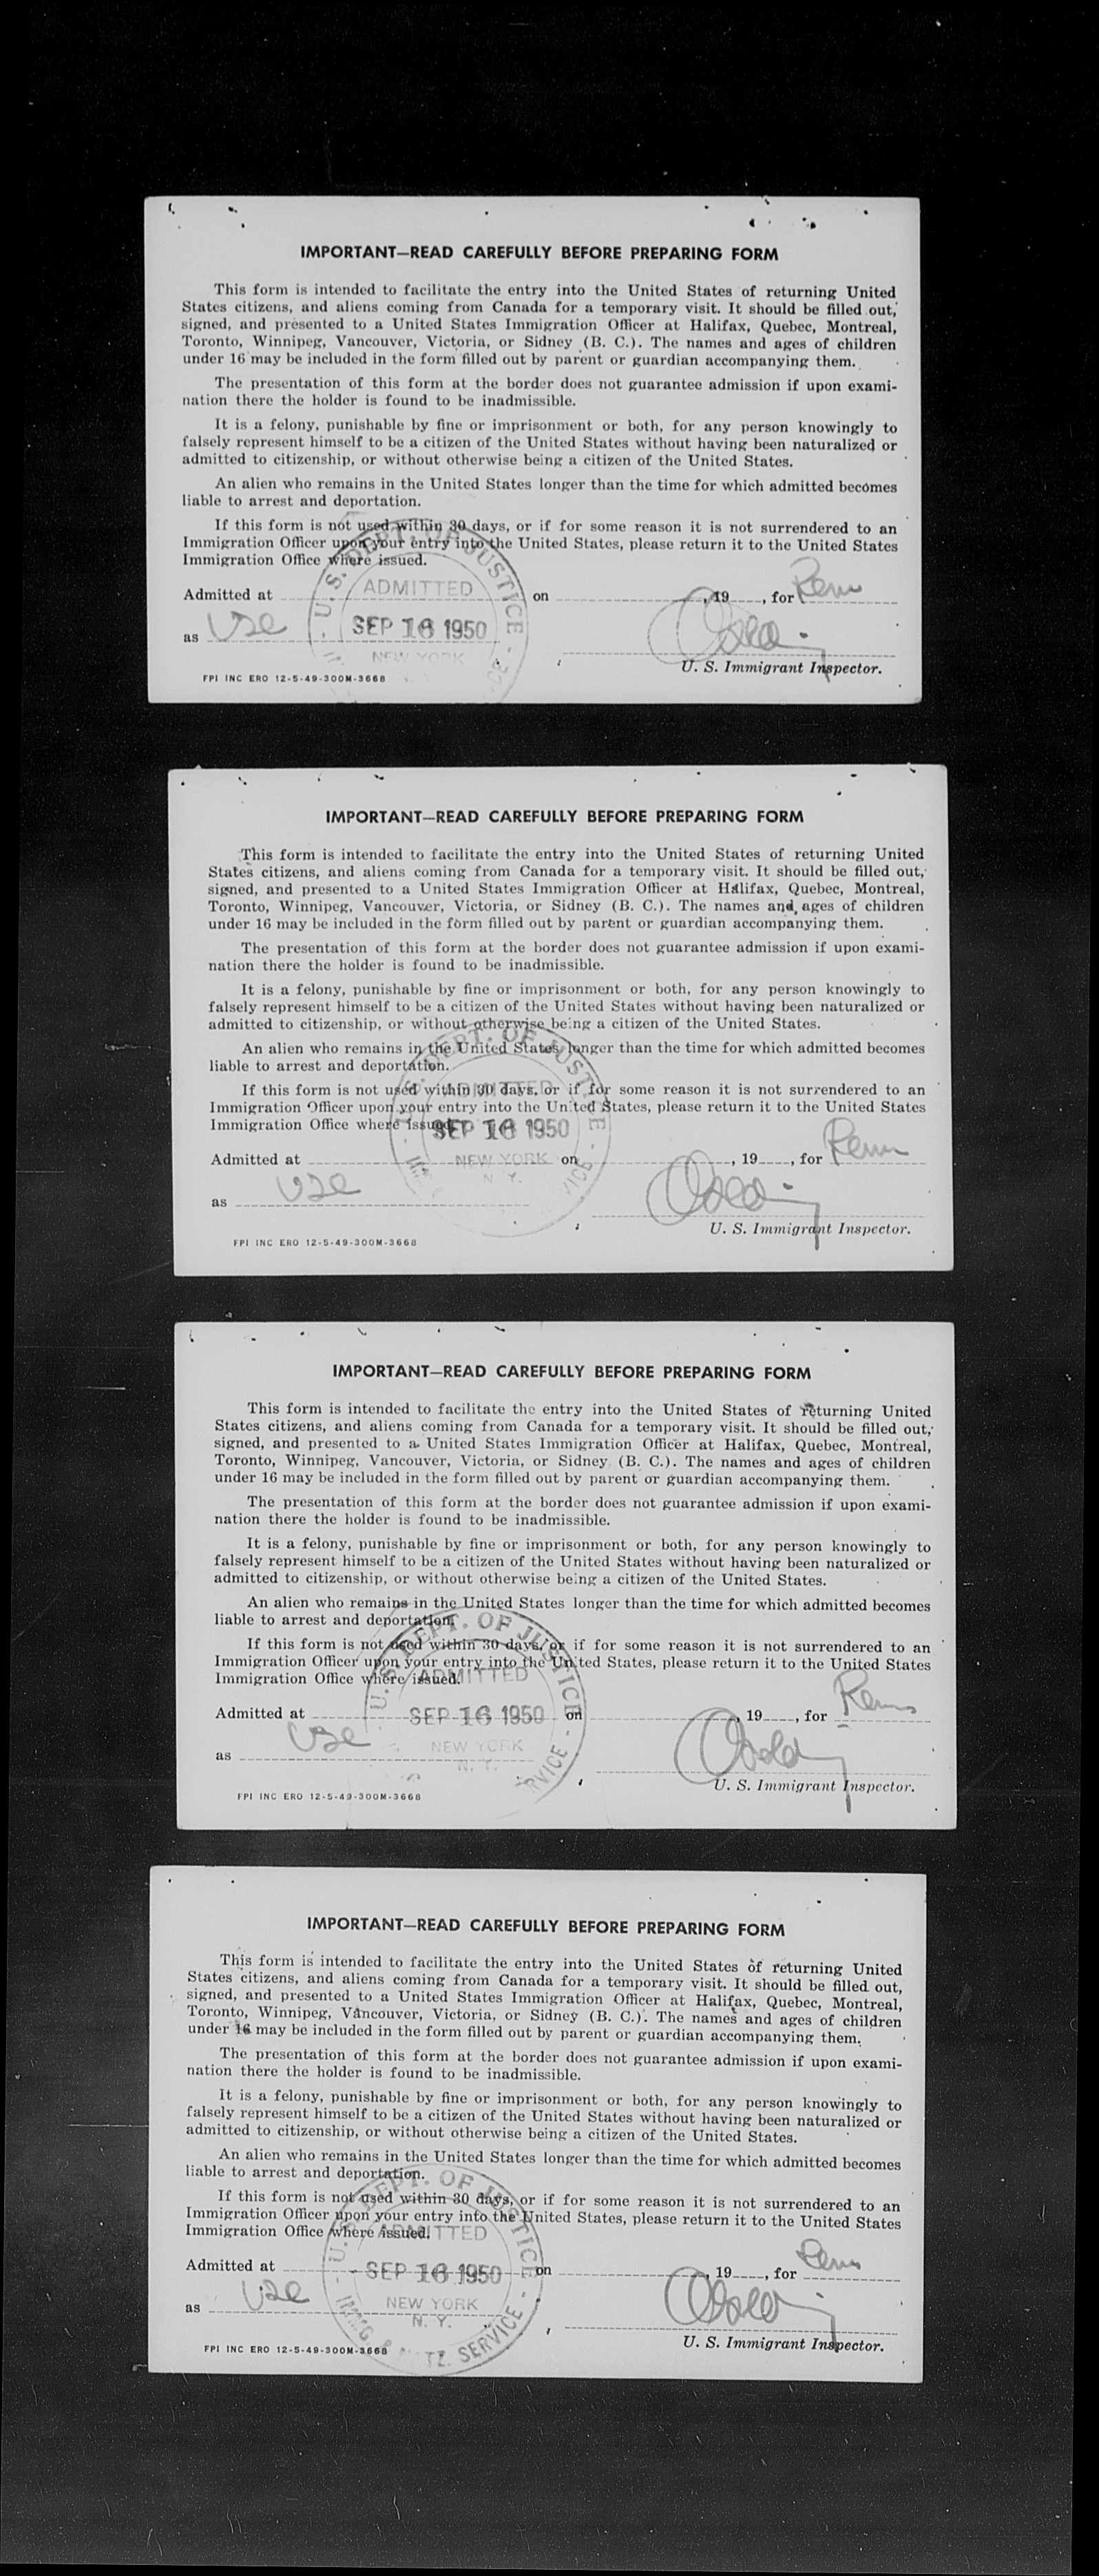 IMPORTANT—READ CAREFULLY BEFORE PREPARING FORM
This form is intended to facilitate the entry into the United States of returning United
States citizens, and aliens coming from Canada for a temporary visit. It should be filled out,
signed, and presented to a United States Immigration Officer at Halifax, Quebec, Montreal,
Toronto, Winnipeg, Vancouver, Victoria, or Sidney (B. C.). The names and ages of children
under 16 may be included in the form filled out by parent or guardian accompanying them.
The presentation of this form at the border does not guarantee admission if upon exami-
nation there the holder is found to be inadmissible.
It is a felony, punishable by fine or imprisonment or both, for any person knowingly to
falsely represent himself to be a citizen of the United States without having been naturalized or
admitted to citizenship, or without otherwise being a citizen of the United States.
An alien who remains in the United States longer than the time for which admitted becomes
liable to arrest and deportation.
If this form is not used within 30 days, or if for some reason it is not surrendered to an
Immigration Officer upon your entry into the United States, please return it to the United States
Immigration Office where issued.
U.S. DEPT OF JUSTICE
ADMITTED
Admitted at on , 19 , for
SEP 16 1950
as
NEW YORK
U. S. Immigrant Inspector.
FPI INC ERO 12-5-49-300M-3668
IMPORTANT—READ CAREFULLY BEFORE PREPARING FORM
This form is intended to facilitate the entry into the United States of returning United
States citizens, and aliens coming from Canada for a temporary visit. It should be filled out,
signed, and presented to a United States Immigration Officer at Halifax, Quebec, Montreal,
Toronto, Winnipeg, Vancouver, Victoria, or Sidney (B. C.). The names and ages of children
under 16 may be included in the form filled out by parent or guardian accompanying them.
The presentation of this form at the border does not guarantee admission if upon exami-
nation there the holder is found to be inadmissible.
It is a felony, punishable by fine or imprisonment or both, for any person knowingly to
falsely represent himself to be a citizen of the United States without having been naturalized or
admitted to citizenship, or without otherwise being a citizen of the United States.
An alien who remains in the United States longer than the time for which admitted becomes
liable to arrest and deportation.
If this form is not used within 30 days, or if for some reason it is not surrendered to an
Immigration Officer upon your entry into the United States, please return it to the United States
Immigration Office where issued.
DEPT. OF JUSTICE
ADMITTED
SEP 16 1950
Admitted at on , 19 , for
NEW YORK
N. Y.
as
U. S. Immigrant Inspector.
FPI INC ERO 12-5-49-300M-3668
IMPORTANT—READ CAREFULLY BEFORE PREPARING FORM
This form is intended to facilitate the entry into the United States of returning United
States citizens, and aliens coming from Canada for a temporary visit. It should be filled out,
signed, and presented to a United States Immigration Officer at Halifax, Quebec, Montreal,
Toronto, Winnipeg, Vancouver, Victoria, or Sidney (B. C.). The names and ages of children
under 16 may be included in the form filled out by parent or guardian accompanying them.
The presentation of this form at the border does not guarantee admission if upon exami-
nation there the holder is found to be inadmissible.
It is a felony, punishable by fine or imprisonment or both, for any person knowingly to
falsely represent himself to be a citizen of the United States without having been naturalized or
admitted to citizenship, or without otherwise being a citizen of the United States.
An alien who remains in the United States longer than the time for which admitted becomes
liable to arrest and deportation.
If this form is not used within 30 days, or if for some reason it is not surrendered to an
Immigration Officer upon your entry into the United States, please return it to the United States
Immigration Office where issued.
U.S. DEPT. OF JUSTICE
ADMITTED
Admitted at on , 19 , for
SEP 16 1950
NEW YORK
N. Y.
as
U. S. Immigrant Inspector.
FPI INC ERO 12-5-49-300M-3668
IMPORTANT—READ CAREFULLY BEFORE PREPARING FORM
This form is intended to facilitate the entry into the United States of returning United
States citizens, and aliens coming from Canada for a temporary visit. It should be filled out,
signed, and presented to a United States Immigration Officer at Halifax, Quebec, Montreal,
Toronto, Winnipeg, Vancouver, Victoria, or Sidney (B. C.). The names and ages of children
under 16 may be included in the form filled out by parent or guardian accompanying them.
The presentation of this form at the border does not guarantee admission if upon exami-
nation there the holder is found to be inadmissible.
It is a felony, punishable by fine or imprisonment or both, for any person knowingly to
falsely represent himself to be a citizen of the United States without having been naturalized or
admitted to citizenship, or without otherwise being a citizen of the United States.
An alien who remains in the United States longer than the time for which admitted becomes
liable to arrest and deportation.
If this form is not used within 30 days, or if for some reason it is not surrendered to an
Immigration Officer upon your entry into the United States, please return it to the United States
Immigration Office where issued.
U.S. DEPT. OF JUSTICE
ADMITTED
Admitted at on , 19 , for
SEP 16 1950
NEW YORK
N. Y.
as
SERVICE
U. S. Immigrant Inspector.
FPI INC ERO 12-5-49-300M-3668